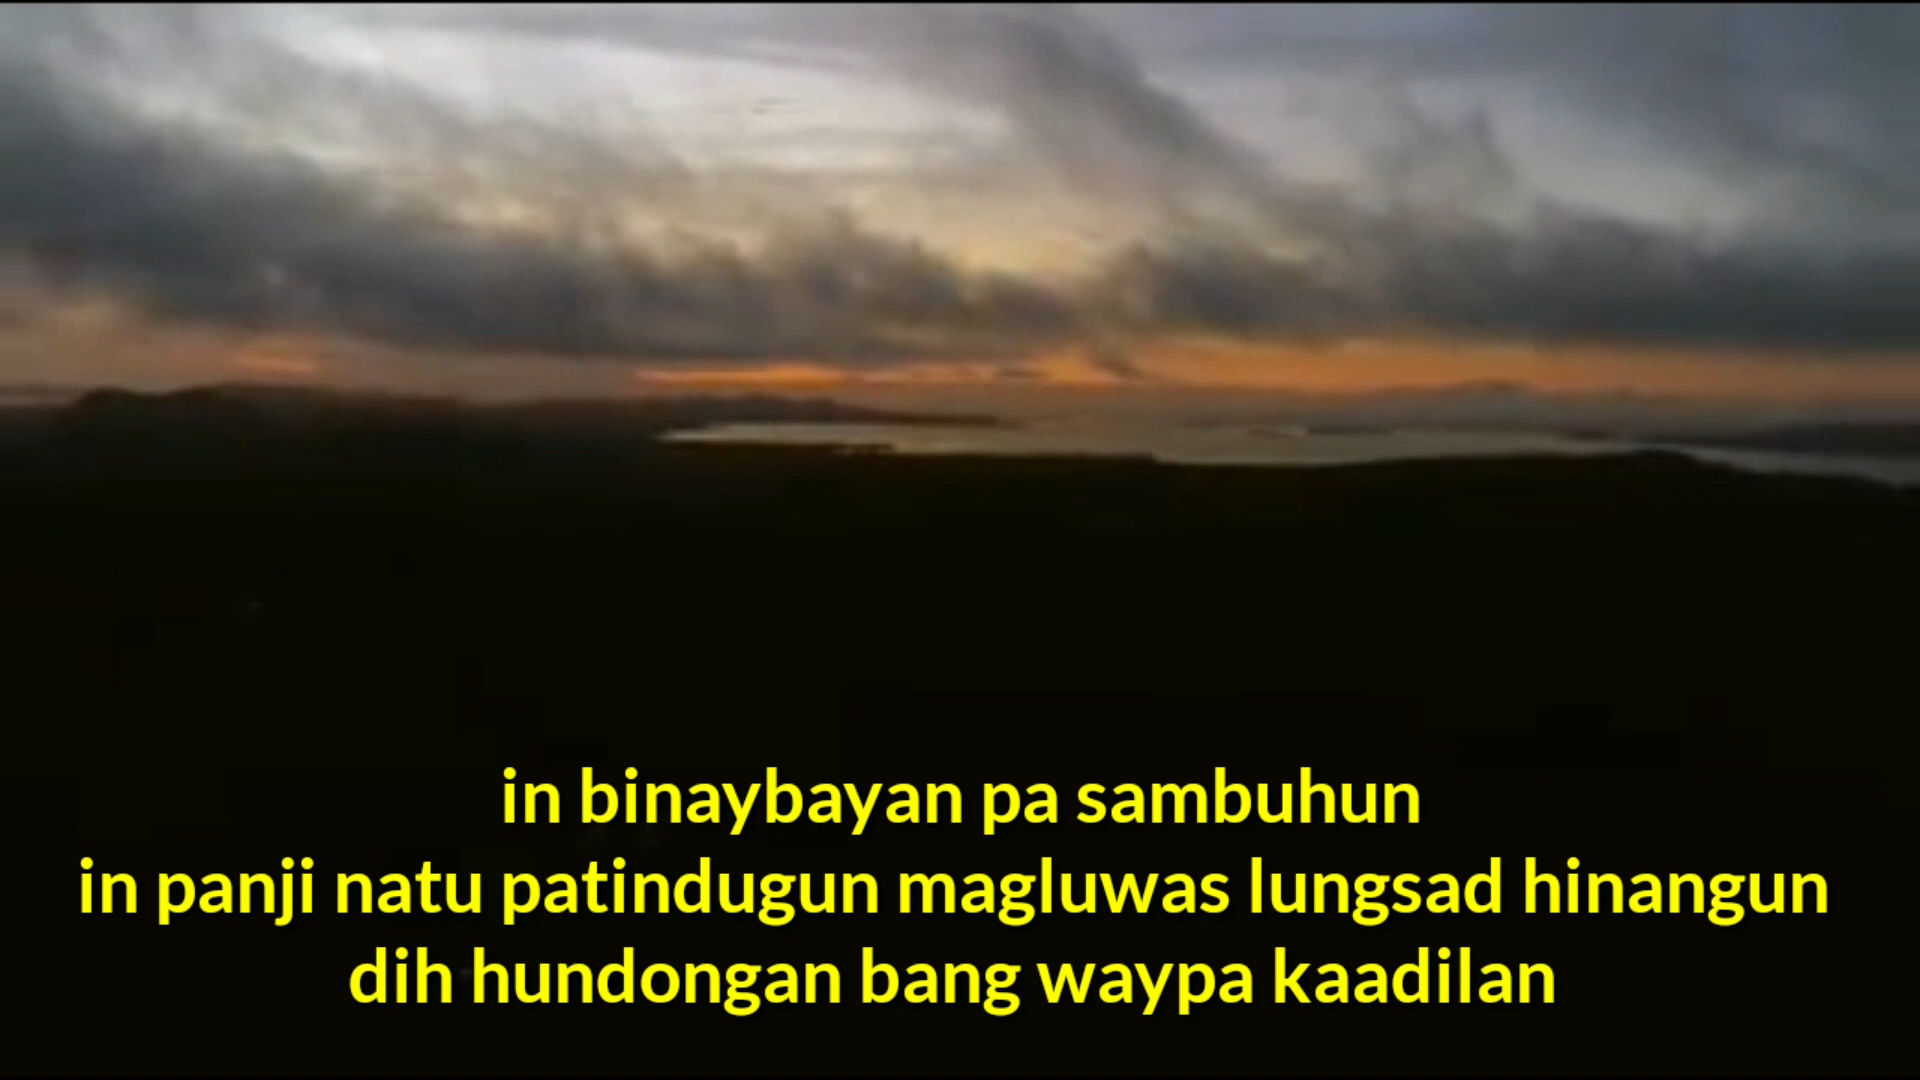 in binaybayan pa sambuhun
in panji natu patindugun magluwas lungsad hinangun
dih hundongan bang waypa kaadilan